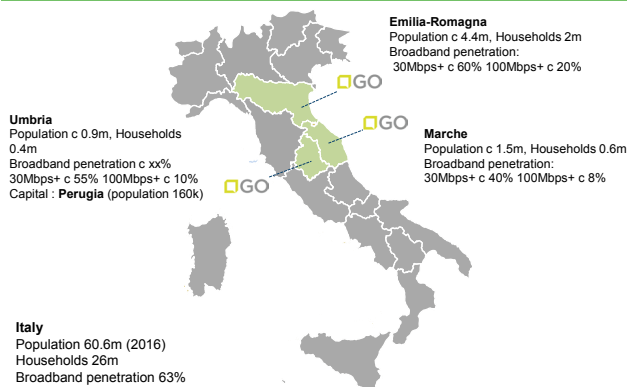 Emilia-Romagna
Population c 4.4m, Households 2m
Broadband penetration:
30Mbps+ c 60% 100Mbps+ c 20%
GO
GO
Umbria
Population c 0.9m, Households
0.4m
Broadband penetration c xx%
30Mbps+ c 55% 100Mbps+ c 10%
Capital : Perugia (population 160k)
Marche
Population c 1.5m, Households 0.6m
Broadband penetration:
30Mbps+ c 40% 100Mbps+ c 8%
GO
Italy
Population 60.6m (2016)
Households 26m
Broadband penetration 63%